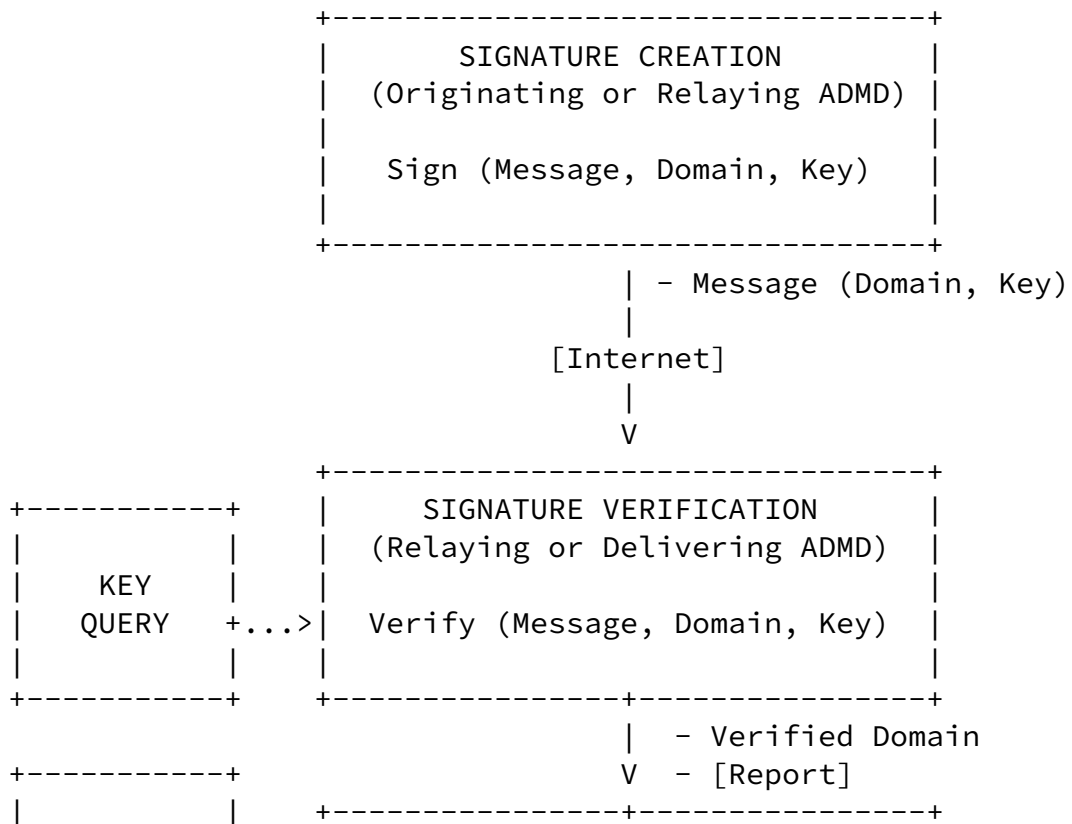 +---------------------------------+
| SIGNATURE CREATION |
| (Originating or Relaying ADMD) |
| |
| Sign (Message, Domain, Key) |
| |
+---------------------------------+
| - Message (Domain, Key)
|
[Internet]
|
V
+---------------------------------+
+-----------+ | SIGNATURE VERIFICATION |
| | | (Relaying or Delivering ADMD) |
| KEY | | |
| QUERY +...>| Verify (Message, Domain, Key) |
| | | |
+-----------+ +----------------+----------------+
| - Verified Domain
+-----------+ V - [Report]
| | +----------------+----------------+